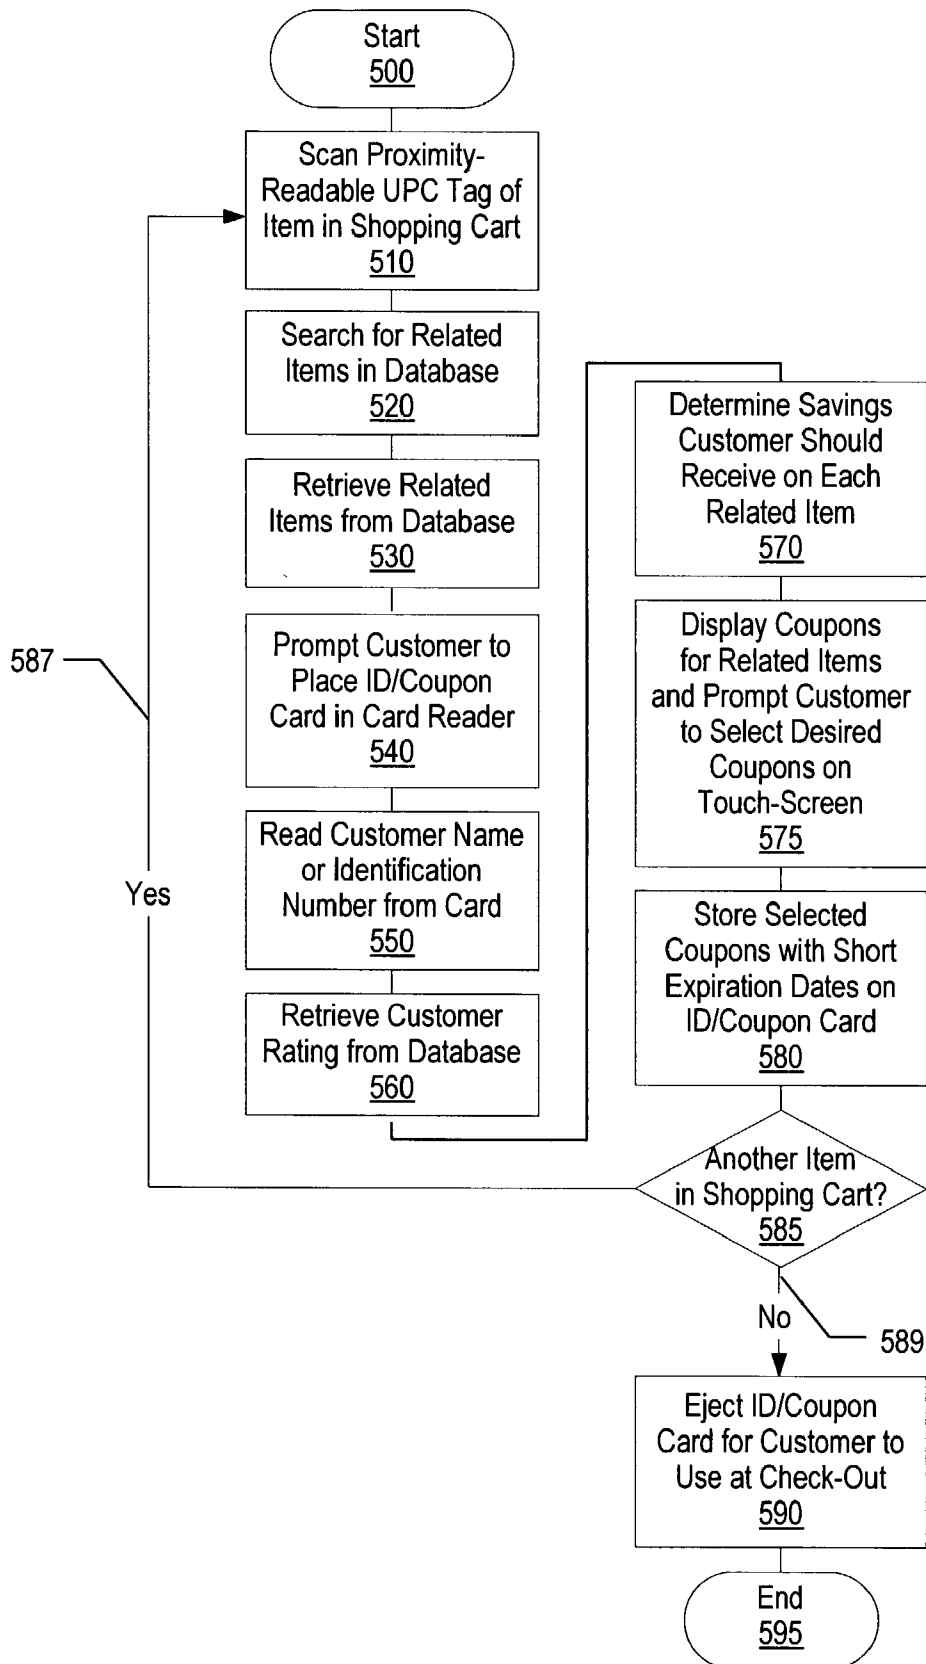 Start
500
Scan Proximity-
Readable UPC Tag of
Item in Shopping Cart
510
Search for Related
Items in Database
520
Retrieve Related
Items from Database
530
Prompt Customer to
Place ID/Coupon
Card in Card Reader
540
Read Customer Name
or Identification
Number from Card
550
Retrieve Customer
Rating from Database
560
587
Yes
Determine Savings
Customer Should
Receive on Each
Related Item
570
Display Coupons
for Related Items
and Prompt Customer
to Select Desired
Coupons on
Touch-Screen
575
Store Selected
Coupons with Short
Expiration Dates on
ID/Coupon Card
580
Another Item
in Shopping Cart?
585
No
589
Eject ID/Coupon
Card for Customer to
Use at Check-Out
590
End
595